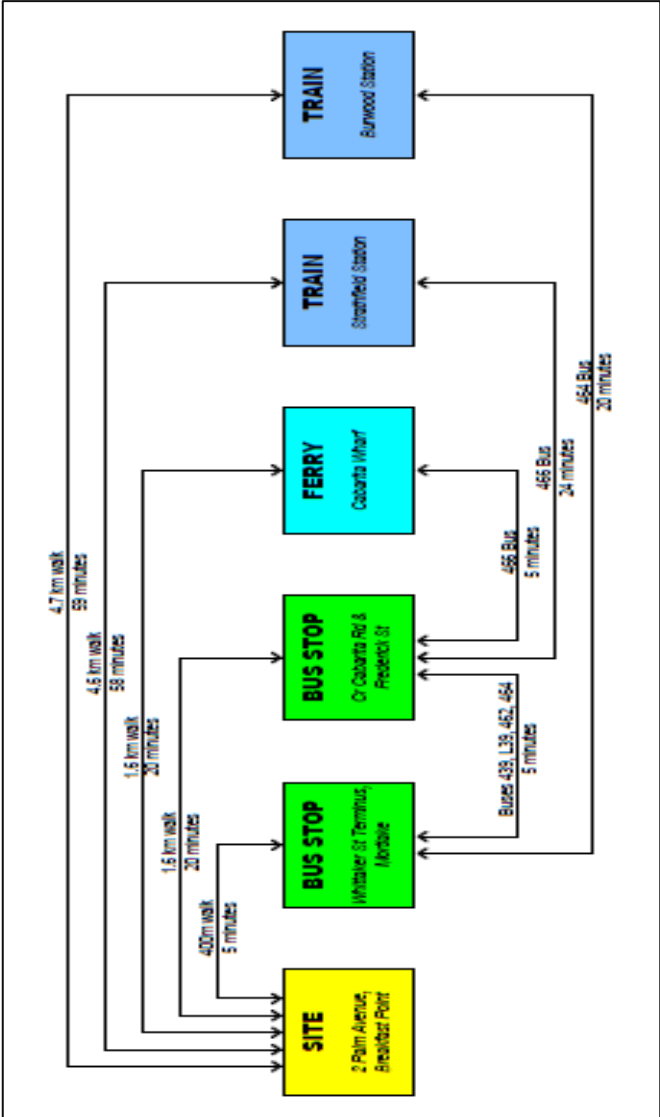 4.7 km walk
59 minutes
4.6 km walk
58 minutes
1.6 km walk
20 minutes
1.6 km walk
20 minutes
400m walk
5 minutes
SITE
2 Palm Avenue,
Breakfast Point
BUS STOP
Whittaker St Terminus,
Mortlake
BUS STOP
Cr Cabarita Rd &
Frederick St
FERRY
Cabarita Wharf
TRAIN
Strathfield Station
TRAIN
Burwood Station
Buses 439, L39, 462, 464
5 minutes
466 Bus
5 minutes
466 Bus
24 minutes
464 Bus
20 minutes